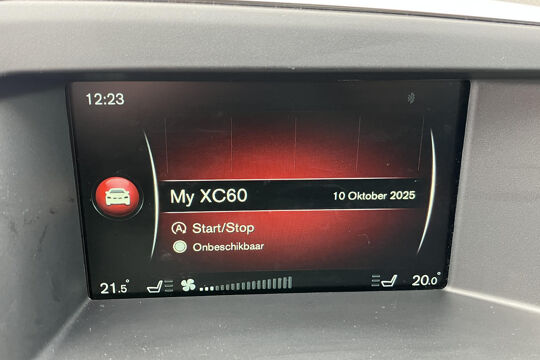 12:23
My XC60 10 Oktober 2025
Start/Stop
Onbeschikbaar
21.5° 20.0°